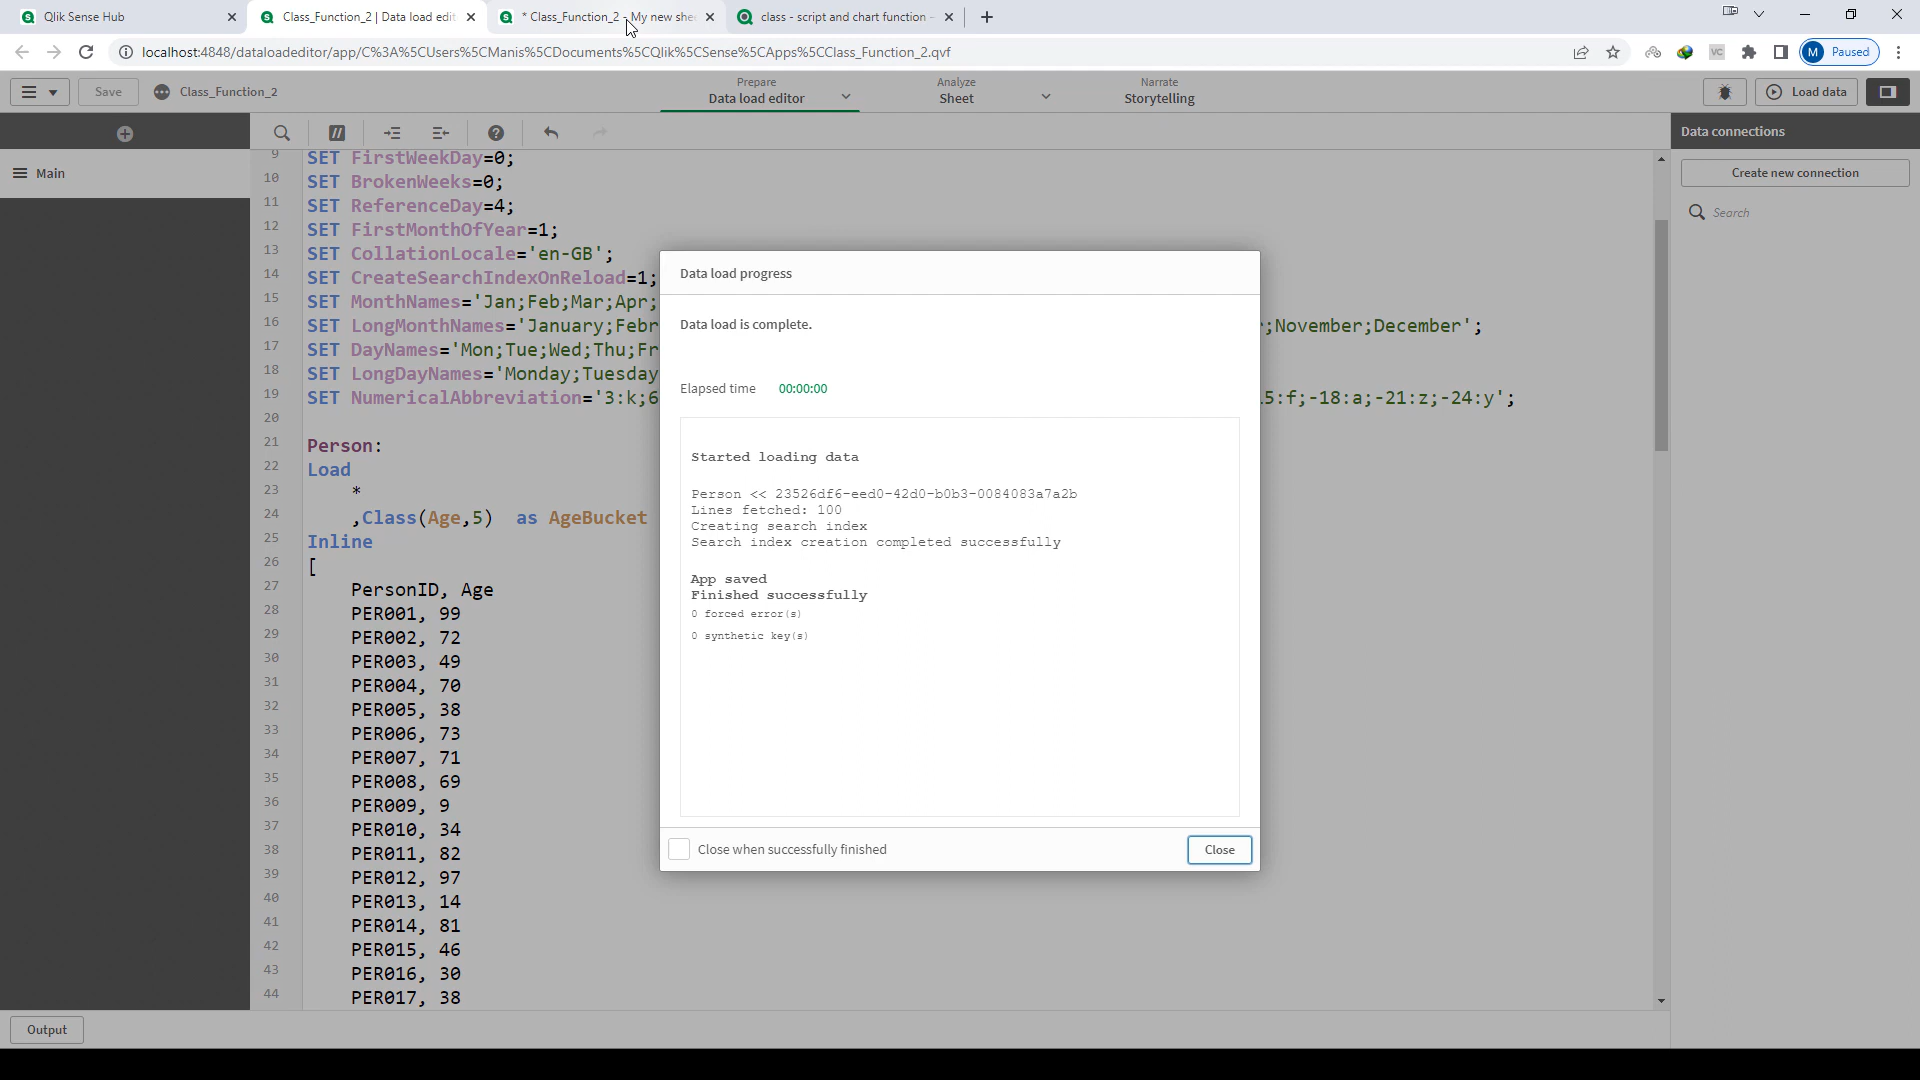 Qlik Sense Hub
Class_Function_2 | Data load edit
* Class_Function_2 - My new she
class - script and chart function -
localhost:4848/dataloadeditor/app/C%3A%5CUsers%5CManis%5CDocuments%5CQlik%5CSense%5CApps%5CClass_Function_2.qvf
VC
M Paused
Save
Class_Function_2
Prepare
Data load editor
Analyze
Sheet
Narrate
Storytelling
Load data
Main
Data connections
Create new connection
Search
9 SET FirstWeekDay=0;
10 SET BrokenWeeks=0;
11 SET ReferenceDay=4;
12 SET FirstMonthOfYear=1;
13 SET CollationLocale='en-GB';
14 SET CreateSearchIndexOnReload=1;
15 SET MonthNames='Jan;Feb;Mar;Apr;
16 SET LongMonthNames='January;Febr ;November;December';
17 SET DayNames='Mon;Tue;Wed;Thu;Fr
18 SET LongDayNames='Monday;Tuesday
19 SET NumericalAbbreviation='3:k;6 5:f;-18:a;-21:z;-24:y';
20
21 Person:
22 Load
23 *
24 ,Class(Age,5) as AgeBucket
25 Inline
26 [
27 PersonID, Age
28 PER001, 99
29 PER002, 72
30 PER003, 49
31 PER004, 70
32 PER005, 38
33 PER006, 73
34 PER007, 71
35 PER008, 69
36 PER009, 9
37 PER010, 34
38 PER011, 82
39 PER012, 97
40 PER013, 14
41 PER014, 81
42 PER015, 46
43 PER016, 30
44 PER017, 38
Data load progress
Data load is complete.
Elapsed time 00:00:00
Started loading data
Person << 23526df6-eed0-42d0-b0b3-0084083a7a2b
Lines fetched: 100
Creating search index
Search index creation completed successfully
App saved
Finished successfully
0 forced error(s)
0 synthetic key(s)
Close when successfully finished
Close
Output